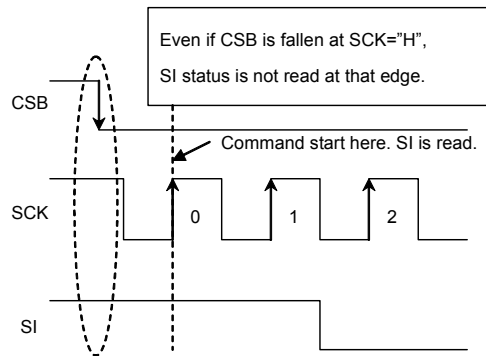 Even if CSB is fallen at SCK=”H”,
SI status is not read at that edge.
CSB
Command start here. SI is read.
SCK
0 1 2
SI